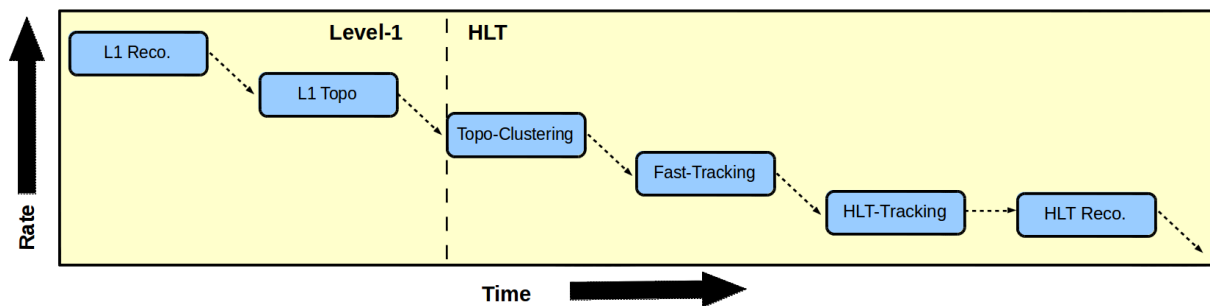 Level-1
HLT
L1 Reco.
L1 Topo
Topo-Clustering
Fast-Tracking
HLT-Tracking
HLT Reco.
Rate
Time